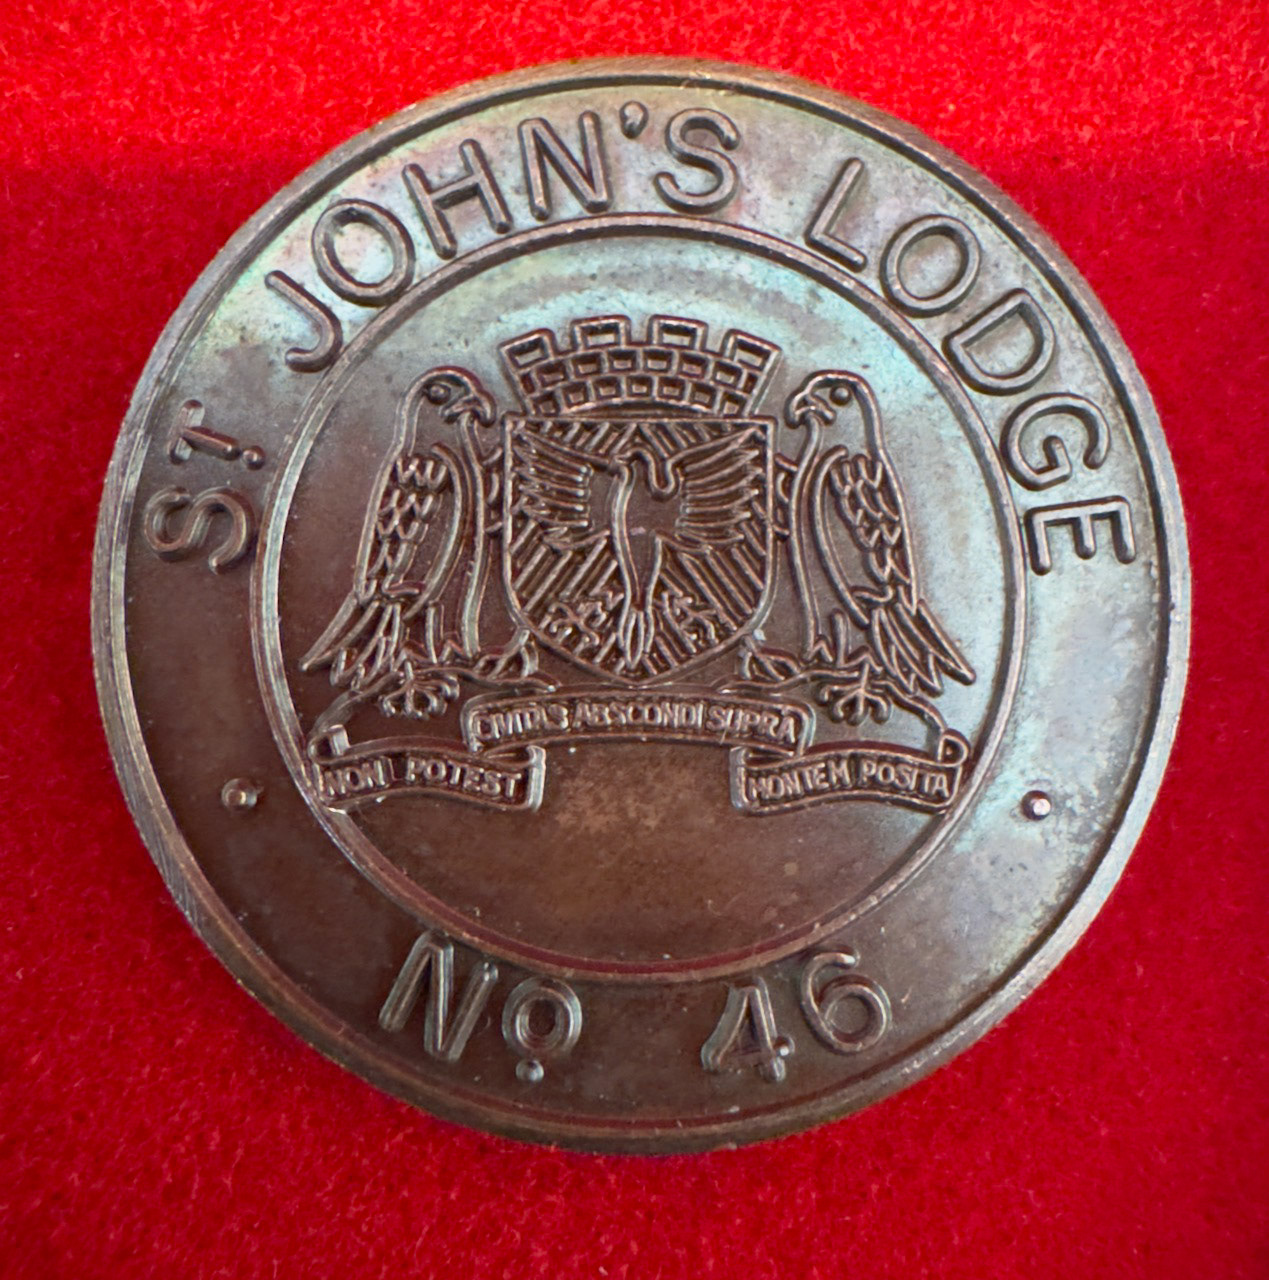 ST. JOHN'S LODGE
CIVITAS ABSCONDI SUPRA
NON POTEST
MONTEM POSITA
No. 46